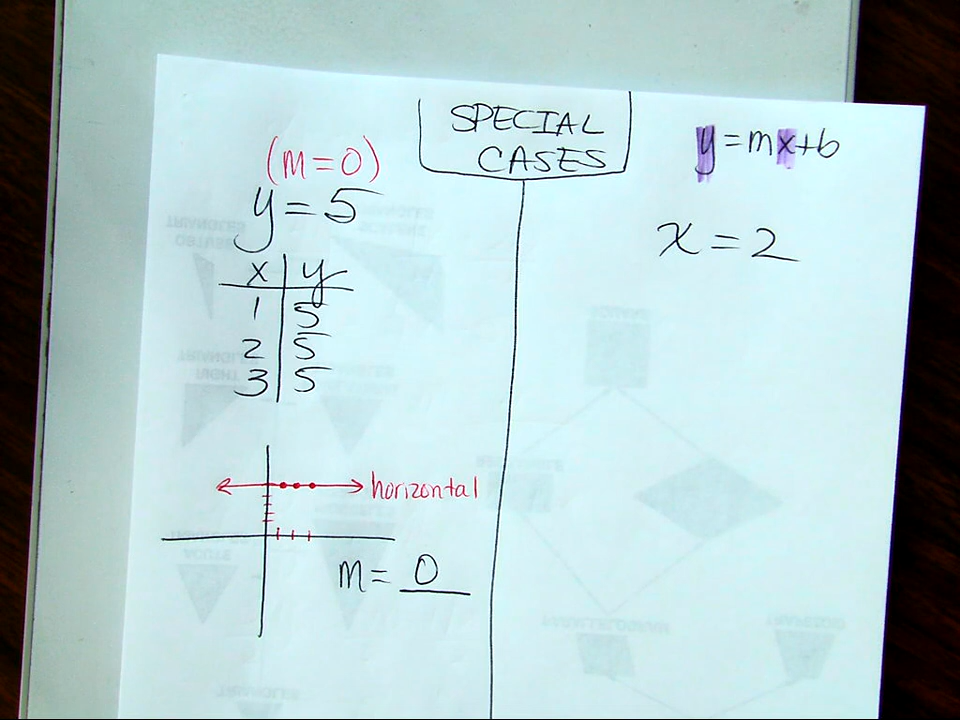 SPECIAL
CASES
(m=0)
y = 5
x | y
1 | 5
2 | 5
3 | 5
horizontal
m = 0
y = mx+b
x = 2